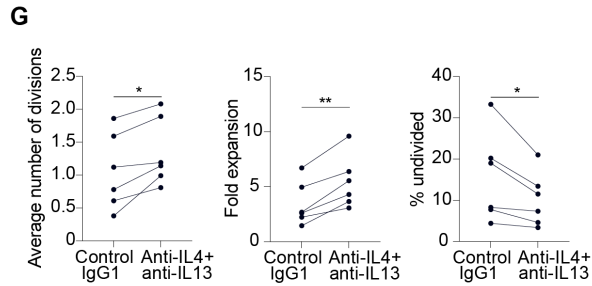 G
Average number of divisions
2.5
2.0
1.5
1.0
0.5
0
*
Control
IgG1
Anti-IL4+
anti-IL13
Fold expansion
15
10
5
0
**
Control
IgG1
Anti-IL4+
anti-IL13
% undivided
40
30
20
10
0
*
Control
IgG1
Anti-IL4+
anti-IL13